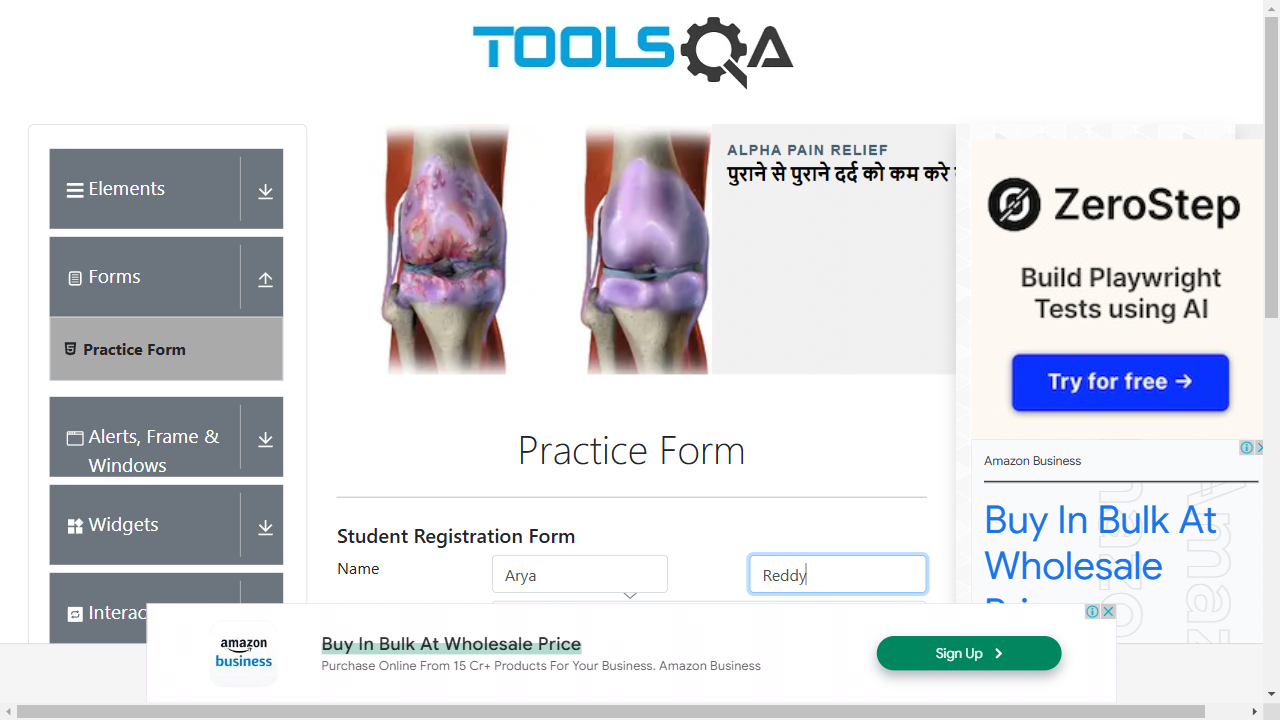 TOOLSQA
Elements
Forms
Practice Form
Alerts, Frame &
Windows
Widgets
ALPHA PAIN RELIEF
पुराने से पुराने दर्द को कम करे
Practice Form
Student Registration Form
Name
Arya
Reddy
ZeroStep
Build Playwright
Tests using AI
Try for free →
Amazon Business
Buy In Bulk At
Wholesale
amazon
business
Buy In Bulk At Wholesale Price
Purchase Online From 15 Cr+ Products For Your Business. Amazon Business
Sign Up